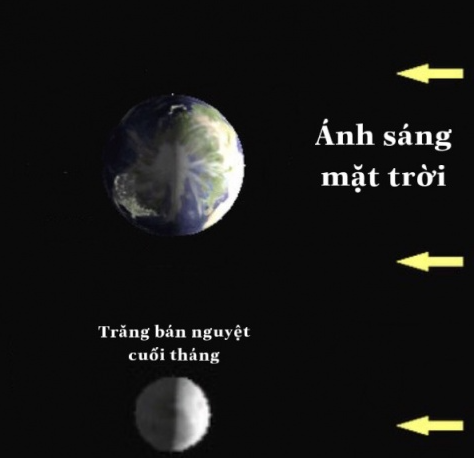 Ánh sáng
mặt trời
Trăng bán nguyệt
cuối tháng